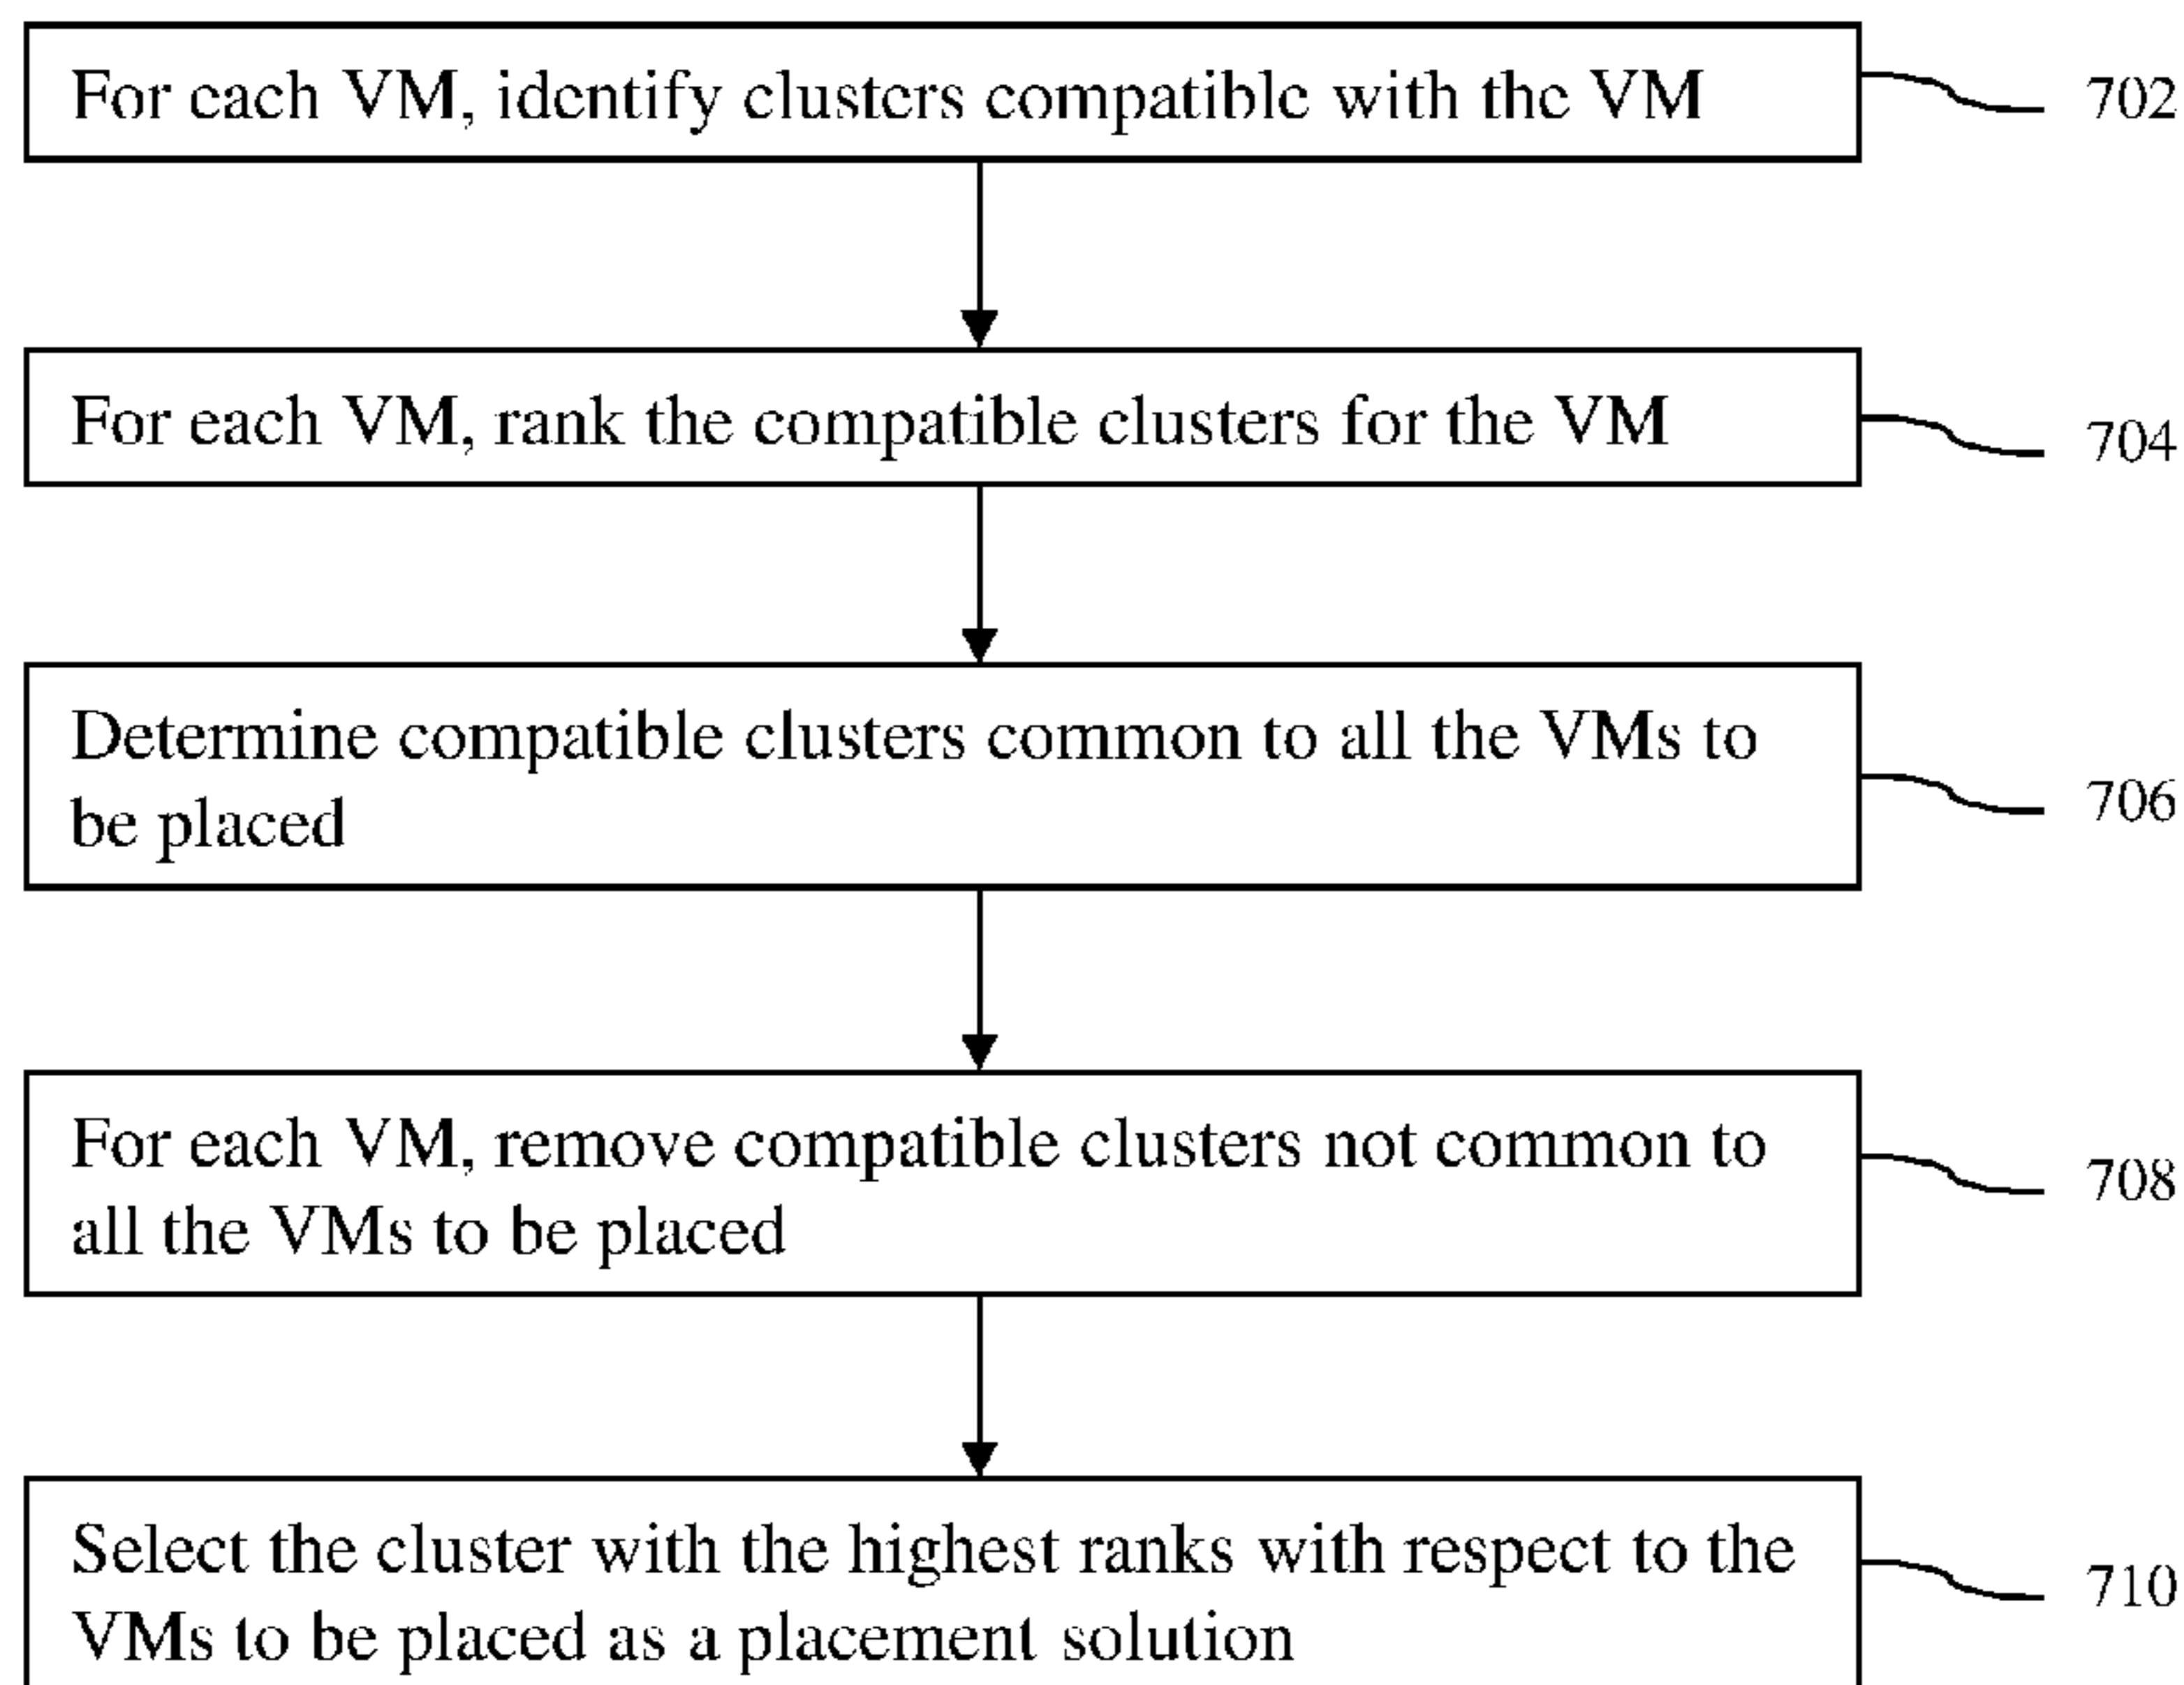 For each VM, identify clusters compatible with the VM
702
For each VM, rank the compatible clusters for the VM
704
Determine compatible clusters common to all the VMs to
be placed
706
For each VM, remove compatible clusters not common to
all the VMs to be placed
708
Select the cluster with the highest ranks with respect to the
VMs to be placed as a placement solution
710